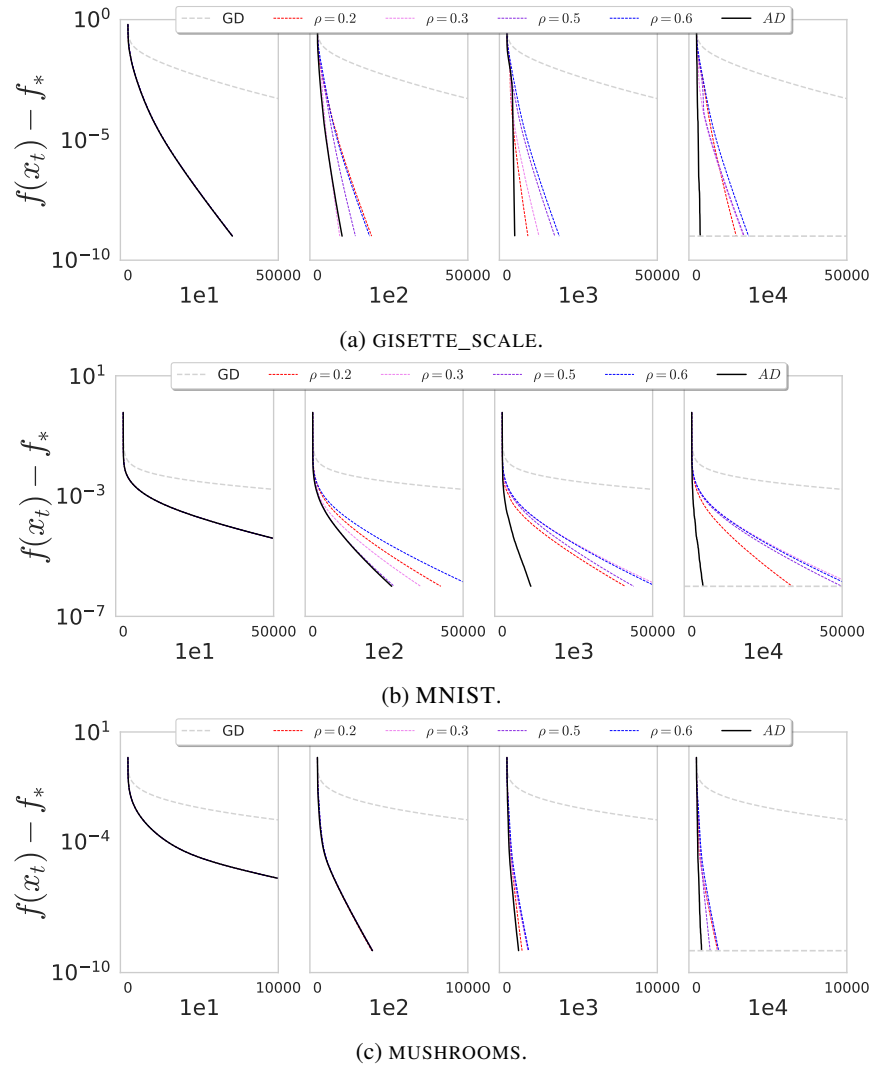 GD ρ = 0.2 ρ = 0.3 ρ = 0.5 ρ = 0.6 AD
10^0
10^−5
10^−10
f(x_t) − f_*
0 50000 0 50000 0 50000 0 50000
1e1 1e2 1e3 1e4
(a) GISETTE_SCALE.
GD ρ = 0.2 ρ = 0.3 ρ = 0.5 ρ = 0.6 AD
10^1
10^−3
10^−7
f(x_t) − f_*
0 50000 0 50000 0 50000 0 50000
1e1 1e2 1e3 1e4
(b) MNIST.
GD ρ = 0.2 ρ = 0.3 ρ = 0.5 ρ = 0.6 AD
10^1
10^−4
10^−10
f(x_t) − f_*
0 10000 0 10000 0 10000 0 10000
1e1 1e2 1e3 1e4
(c) MUSHROOMS.